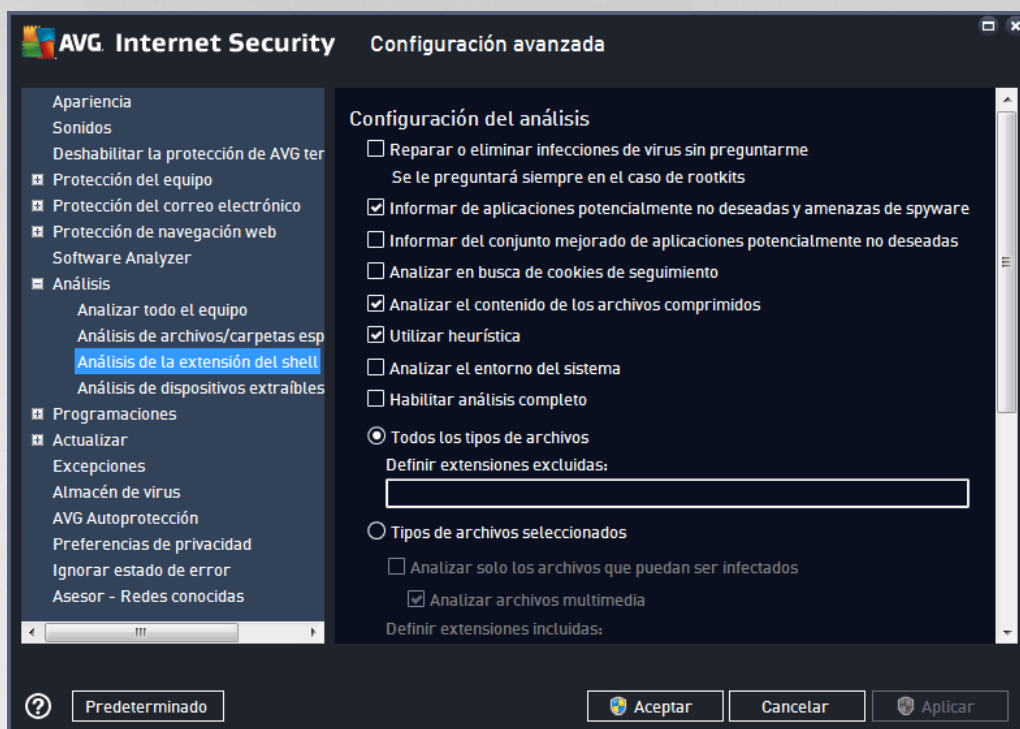 AVG. Internet Security
Configuración avanzada
Apariencia
Sonidos
Deshabilitar la protección de AVG ter
Protección del equipo
Protección del correo electrónico
Protección de navegación web
Software Analyzer
Análisis
Analizar todo el equipo
Análisis de archivos/carpetas esp
Análisis de la extensión del shell
Análisis de dispositivos extraíbles
Programaciones
Actualizar
Excepciones
Almacén de virus
AVG Autoprotección
Preferencias de privacidad
Ignorar estado de error
Asesor - Redes conocidas
Configuración del análisis
Reparar o eliminar infecciones de virus sin preguntarme
Se le preguntará siempre en el caso de rootkits
Informar de aplicaciones potencialmente no deseadas y amenazas de spyware
Informar del conjunto mejorado de aplicaciones potencialmente no deseadas
Analizar en busca de cookies de seguimiento
Analizar el contenido de los archivos comprimidos
Utilizar heurística
Analizar el entorno del sistema
Habilitar análisis completo
Todos los tipos de archivos
Definir extensiones excluidas:
Tipos de archivos seleccionados
Analizar solo los archivos que puedan ser infectados
Analizar archivos multimedia
Definir extensiones incluidas:
Predeterminado
Aceptar
Cancelar
Aplicar